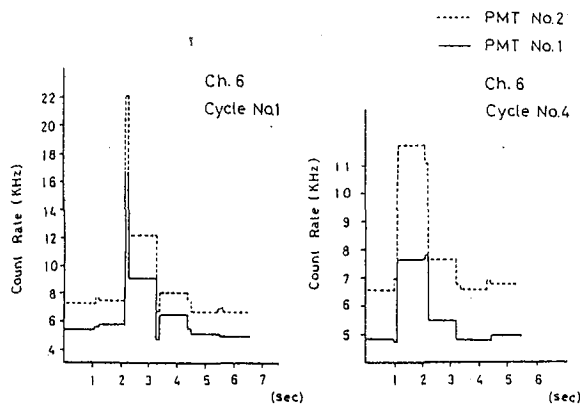 PMT No.2
PMT No.1
Ch. 6
Cycle No.1
Count Rate (KHz)
22
20
18
16
14
12
10
8
6
4
3
1 2 3 4 5 6 7
(sec)
Ch. 6
Cycle No.4
Count Rate (KHz)
11
10
9
8
7
6
5
1 2 3 4 5 6
(sec)